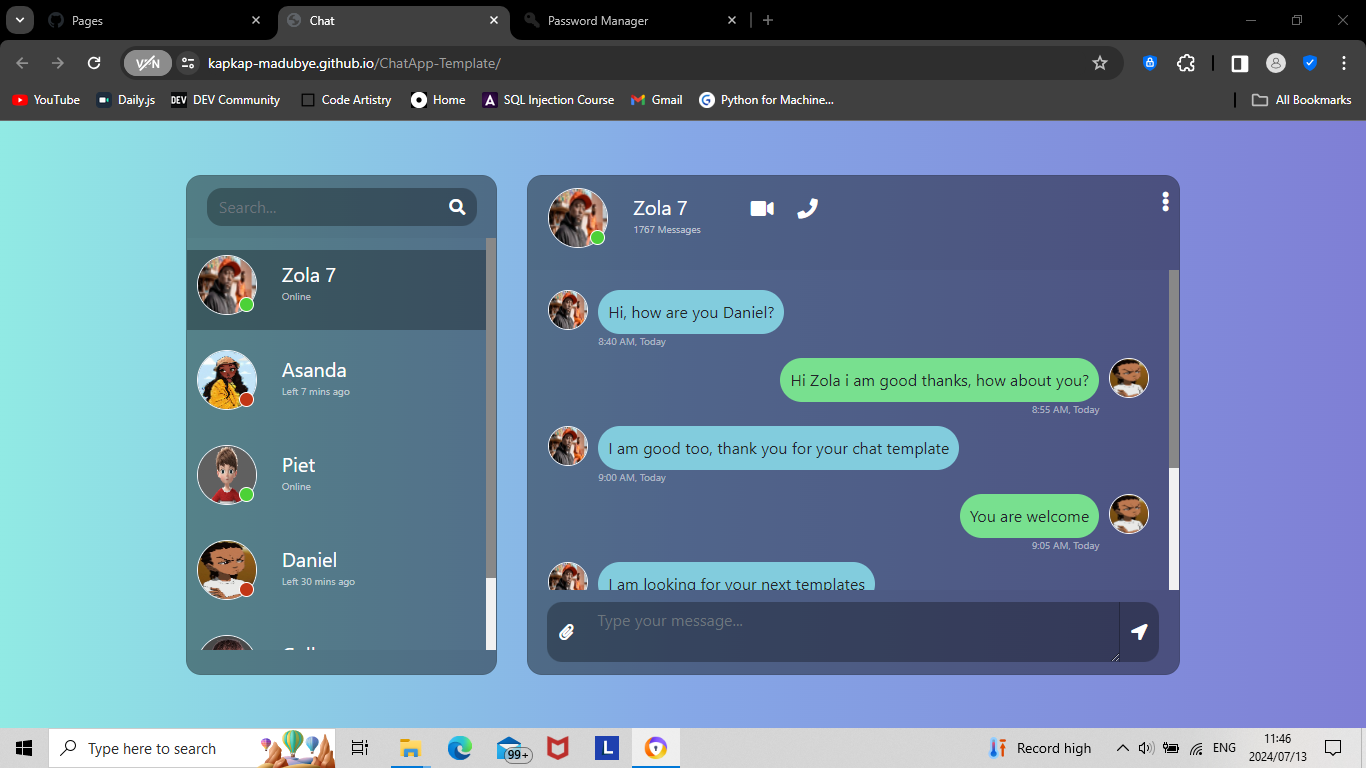 Pages
Chat
Password Manager
VPN
kapkap-madubye.github.io/ChatApp-Template/
YouTube
Daily.js
DEV
DEV Community
Code Artistry
Home
A
SQL Injection Course
Gmail
G
Python for Machine...
All Bookmarks
Search...
Zola 7
Online
Asanda
Left 7 mins ago
Piet
Online
Daniel
Left 30 mins ago
Zola 7
1767 Messages
Hi, how are you Daniel?
8:40 AM, Today
Hi Zola i am good thanks, how about you?
8:55 AM, Today
I am good too, thank you for your chat template
9:00 AM, Today
You are welcome
9:05 AM, Today
I am looking for your next templates
Type your message...
Type here to search
99+
L
Record high
ENG
11:46
2024/07/13